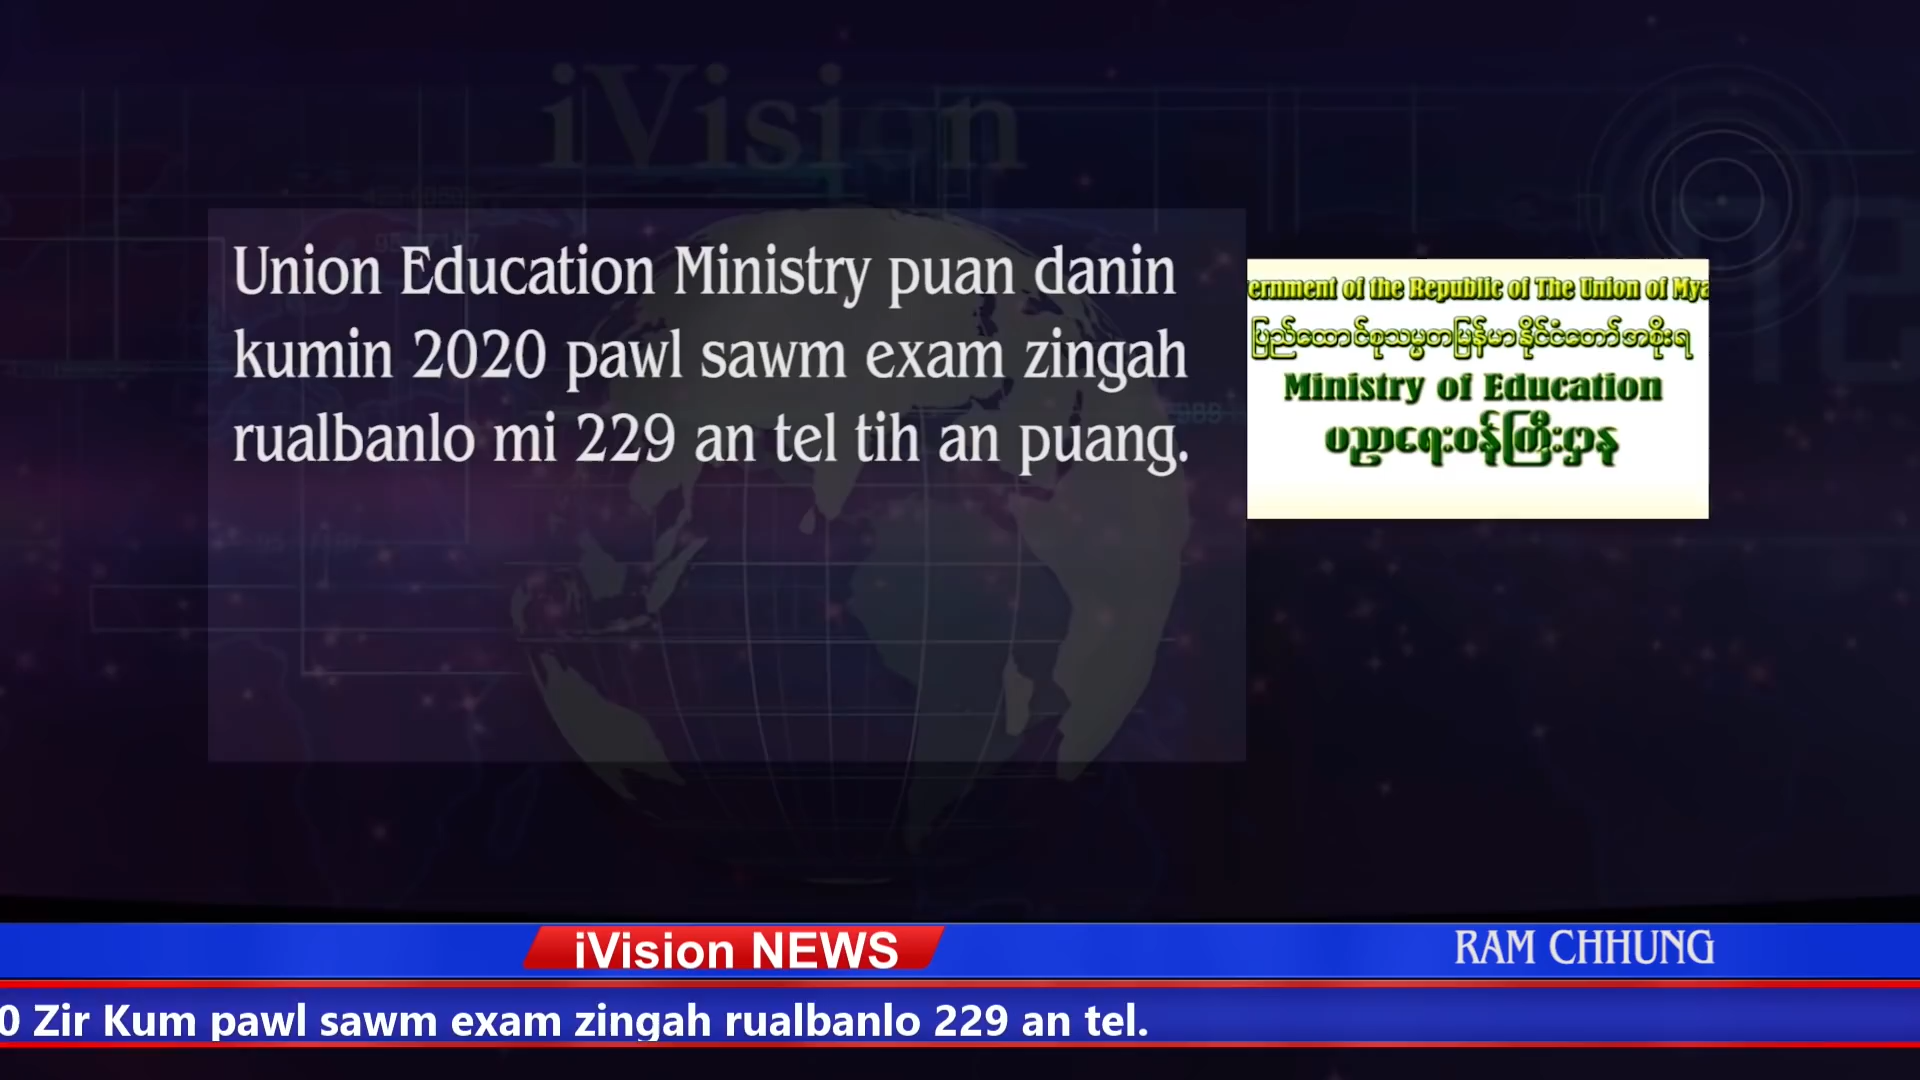 iVision
Union Education Ministry puan danin
kumin 2020 pawl sawm exam zingah
rualbanlo mi 229 an tel tih an puang.
ernment of the Republic of The Union of Mya
ပြည်ထောင်စုသမ္မတမြန်မာနိုင်ငံတော်အစိုးရ
Ministry of Education
ပညာရေးဝန်ကြီးဌာန
iVision NEWS
RAM CHHUNG
0 Zir Kum pawl sawm exam zingah rualbanlo 229 an tel.